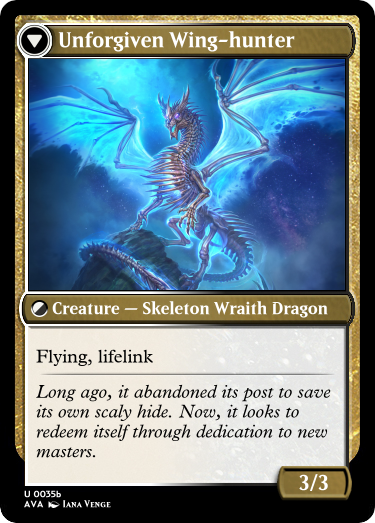 Unforgiven Wing-hunter
Creature — Skeleton Wraith Dragon
Flying, lifelink
Long ago, it abandoned its post to save
its own scaly hide. Now, it looks to
redeem itself through dedication to new
masters.
3/3
U 0035b
AVA Iana Venge